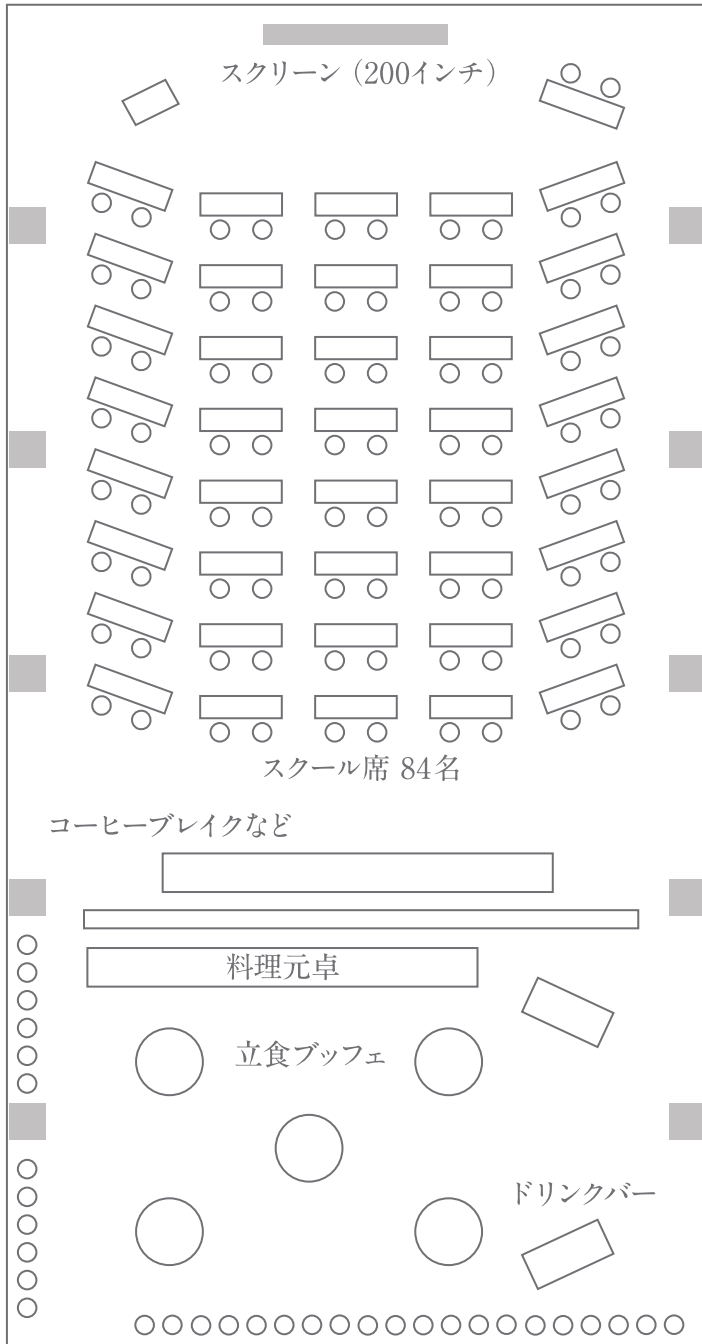 スクリーン（200インチ）
スクール席 84名
コーヒーブレイクなど
料理元卓
立食ブッフェ
ドリンクバー